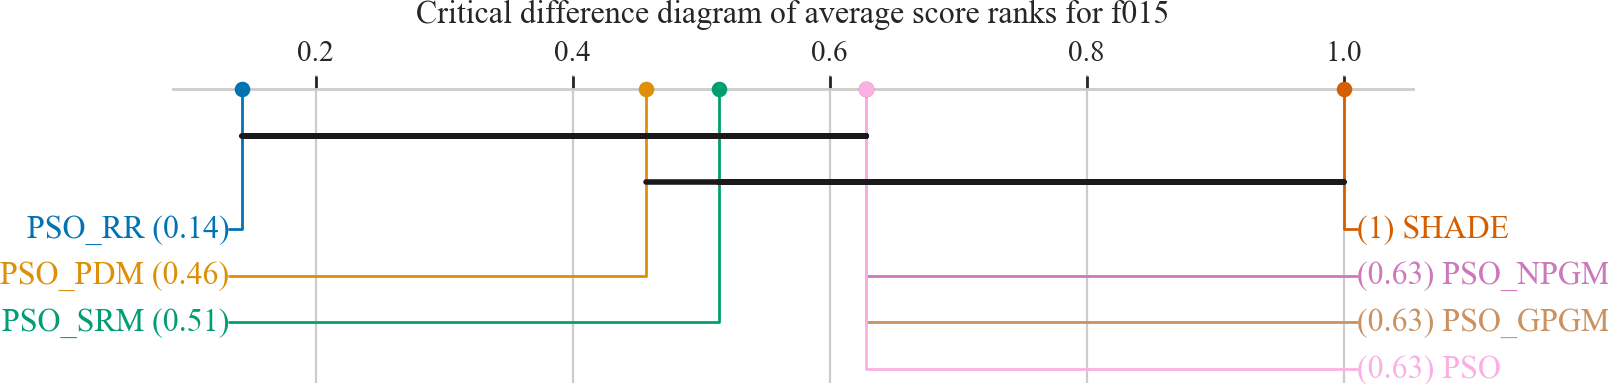 Critical difference diagram of average score ranks for f015
0.2 0.4 0.6 0.8 1.0
PSO_RR (0.14)
(1) SHADE
PSO_PDM (0.46)
(0.63) PSO_NPGM
PSO_SRM (0.51)
(0.63) PSO_GPGM
(0.63) PSO